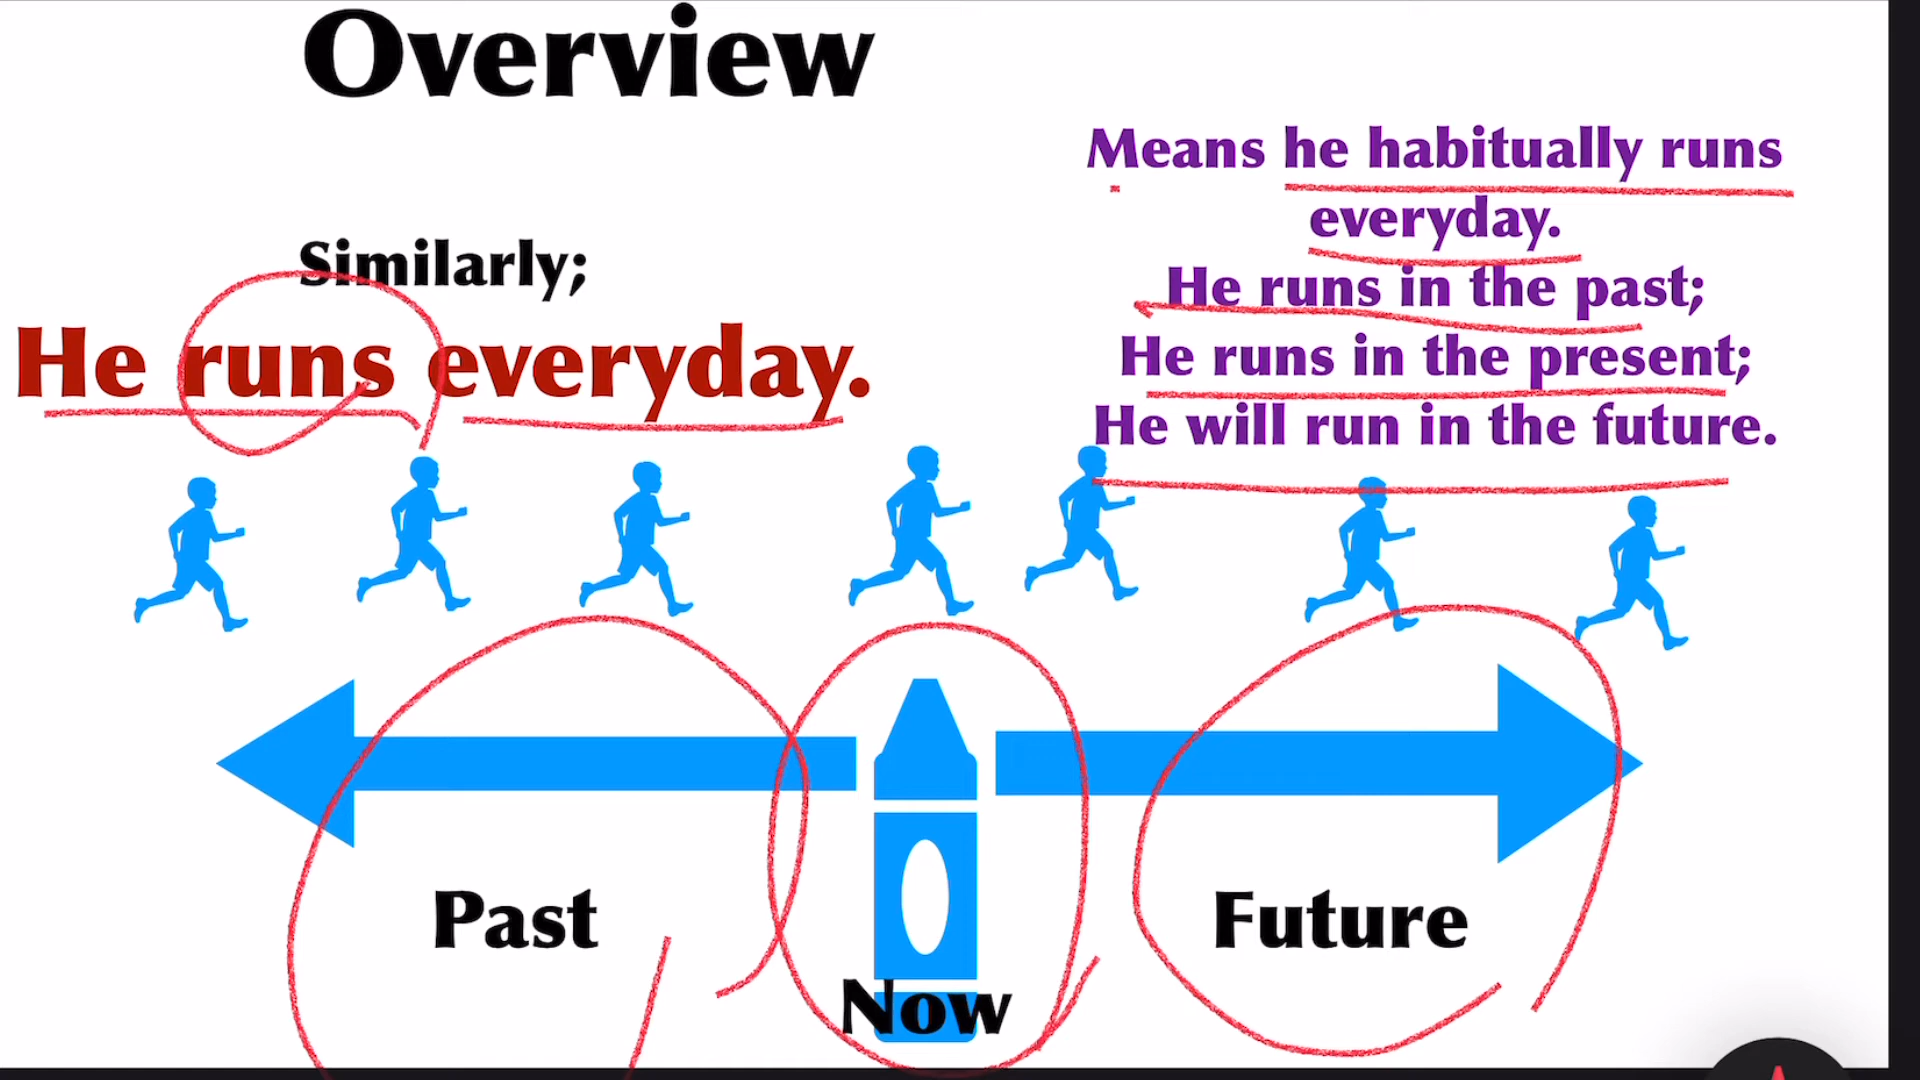 Overview
Similarly;
He runs everyday.
Means he habitually runs
everyday.
He runs in the past;
He runs in the present;
He will run in the future.
Past
Now
Future